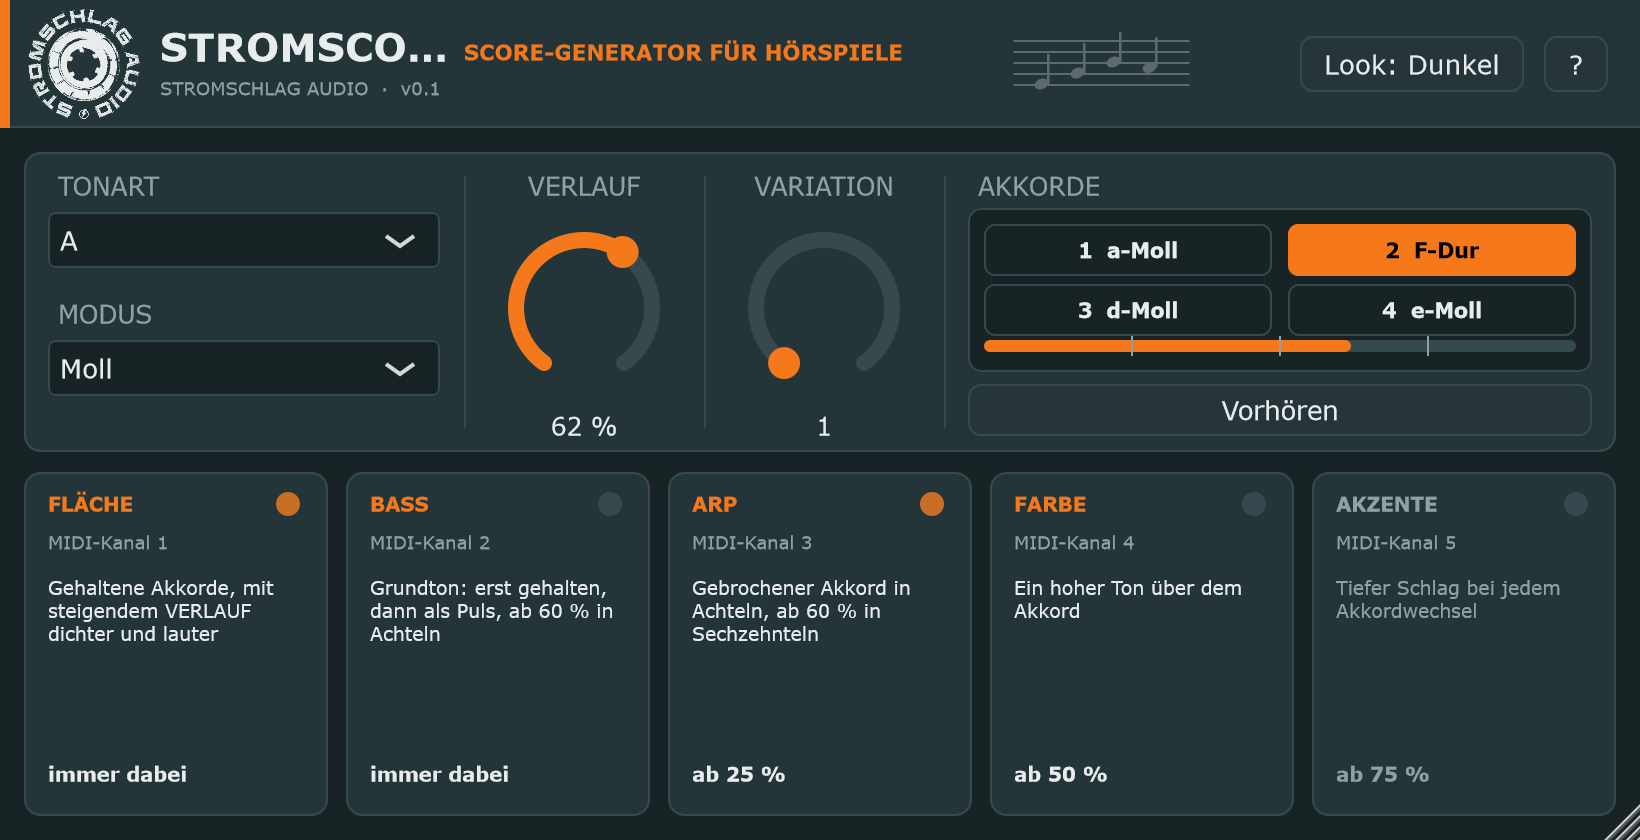 STROMSCHLAG AUDIO
STROMSCO...
SCORE-GENERATOR FÜR HÖRSPIELE
STROMSCHLAG AUDIO · v0.1
Look: Dunkel
?
TONART
A
MODUS
Moll
VERLAUF
62 %
VARIATION
1
AKKORDE
1 a-Moll
2 F-Dur
3 d-Moll
4 e-Moll
Vorhören
FLÄCHE
MIDI-Kanal 1
Gehaltene Akkorde, mit
steigendem VERLAUF
dichter und lauter
immer dabei
BASS
MIDI-Kanal 2
Grundton: erst gehalten,
dann als Puls, ab 60 % in
Achteln
immer dabei
ARP
MIDI-Kanal 3
Gebrochener Akkord in
Achteln, ab 60 % in
Sechzehnteln
ab 25 %
FARBE
MIDI-Kanal 4
Ein hoher Ton über dem
Akkord
ab 50 %
AKZENTE
MIDI-Kanal 5
Tiefer Schlag bei jedem
Akkordwechsel
ab 75 %